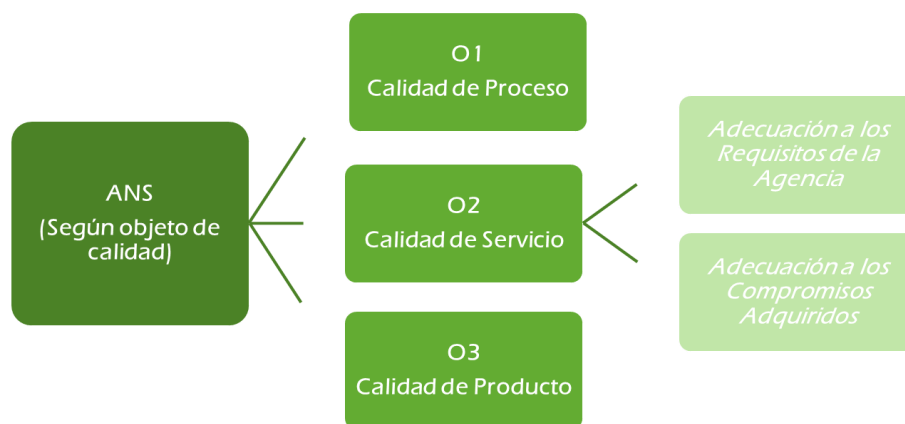 O1
Calidad de Proceso
ANS
(Según objeto de
calidad)
O2
Calidad de Servicio
O3
Calidad de Producto
Adecuación a los
Requisitos de la
Agencia
Adecuación a los
Compromisos
Adquiridos